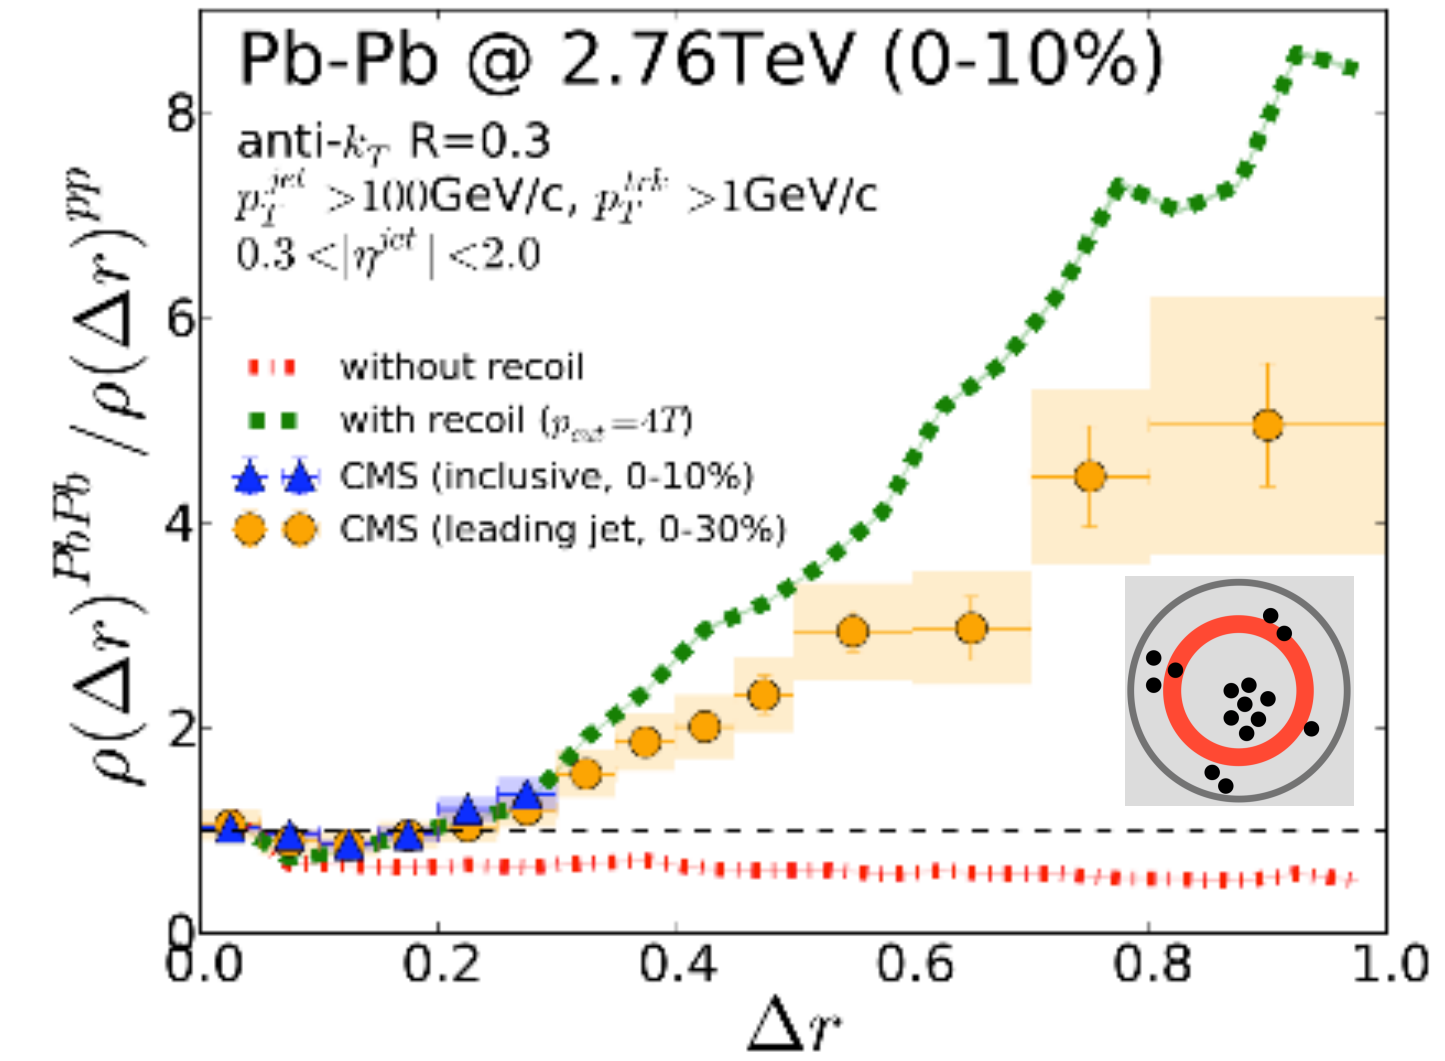 Pb-Pb @ 2.76TeV (0-10%)
anti-k_T R=0.3
p_T^{jet} >100GeV/c, p_T^{trk} >1GeV/c
0.3<|η^{jet}|<2.0
without recoil
with recoil (p_{cut}=4T)
CMS (inclusive, 0-10%)
CMS (leading jet, 0-30%)
ρ(Δr)^{PbPb} / ρ(Δr)^{pp}
8
6
4
2
0
0.0 0.2 0.4 0.6 0.8 1.0
Δr